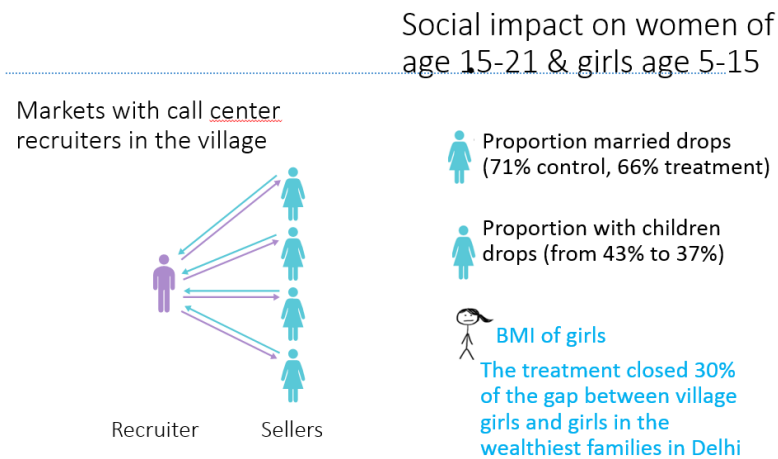 Social impact on women of
age 15-21 & girls age 5-15
Markets with call center
recruiters in the village
Recruiter
Sellers
Proportion married drops
(71% control, 66% treatment)
Proportion with children
drops (from 43% to 37%)
BMI of girls
The treatment closed 30%
of the gap between village
girls and girls in the
wealthiest families in Delhi